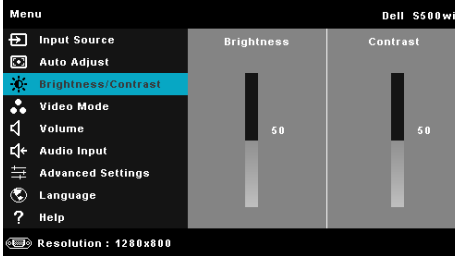 Menu
Dell S500wi
Input Source
Auto Adjust
Brightness/Contrast
Video Mode
Volume
Audio Input
Advanced Settings
Language
Help
Brightness
50
Contrast
50
Resolution : 1280x800